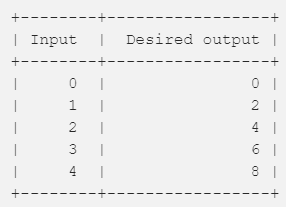 +--------+-----------------+
| Input  |  Desired output |
+--------+-----------------+
|     0  |               0 |
|     1  |               2 |
|     2  |               4 |
|     3  |               6 |
|     4  |               8 |
+--------+-----------------+